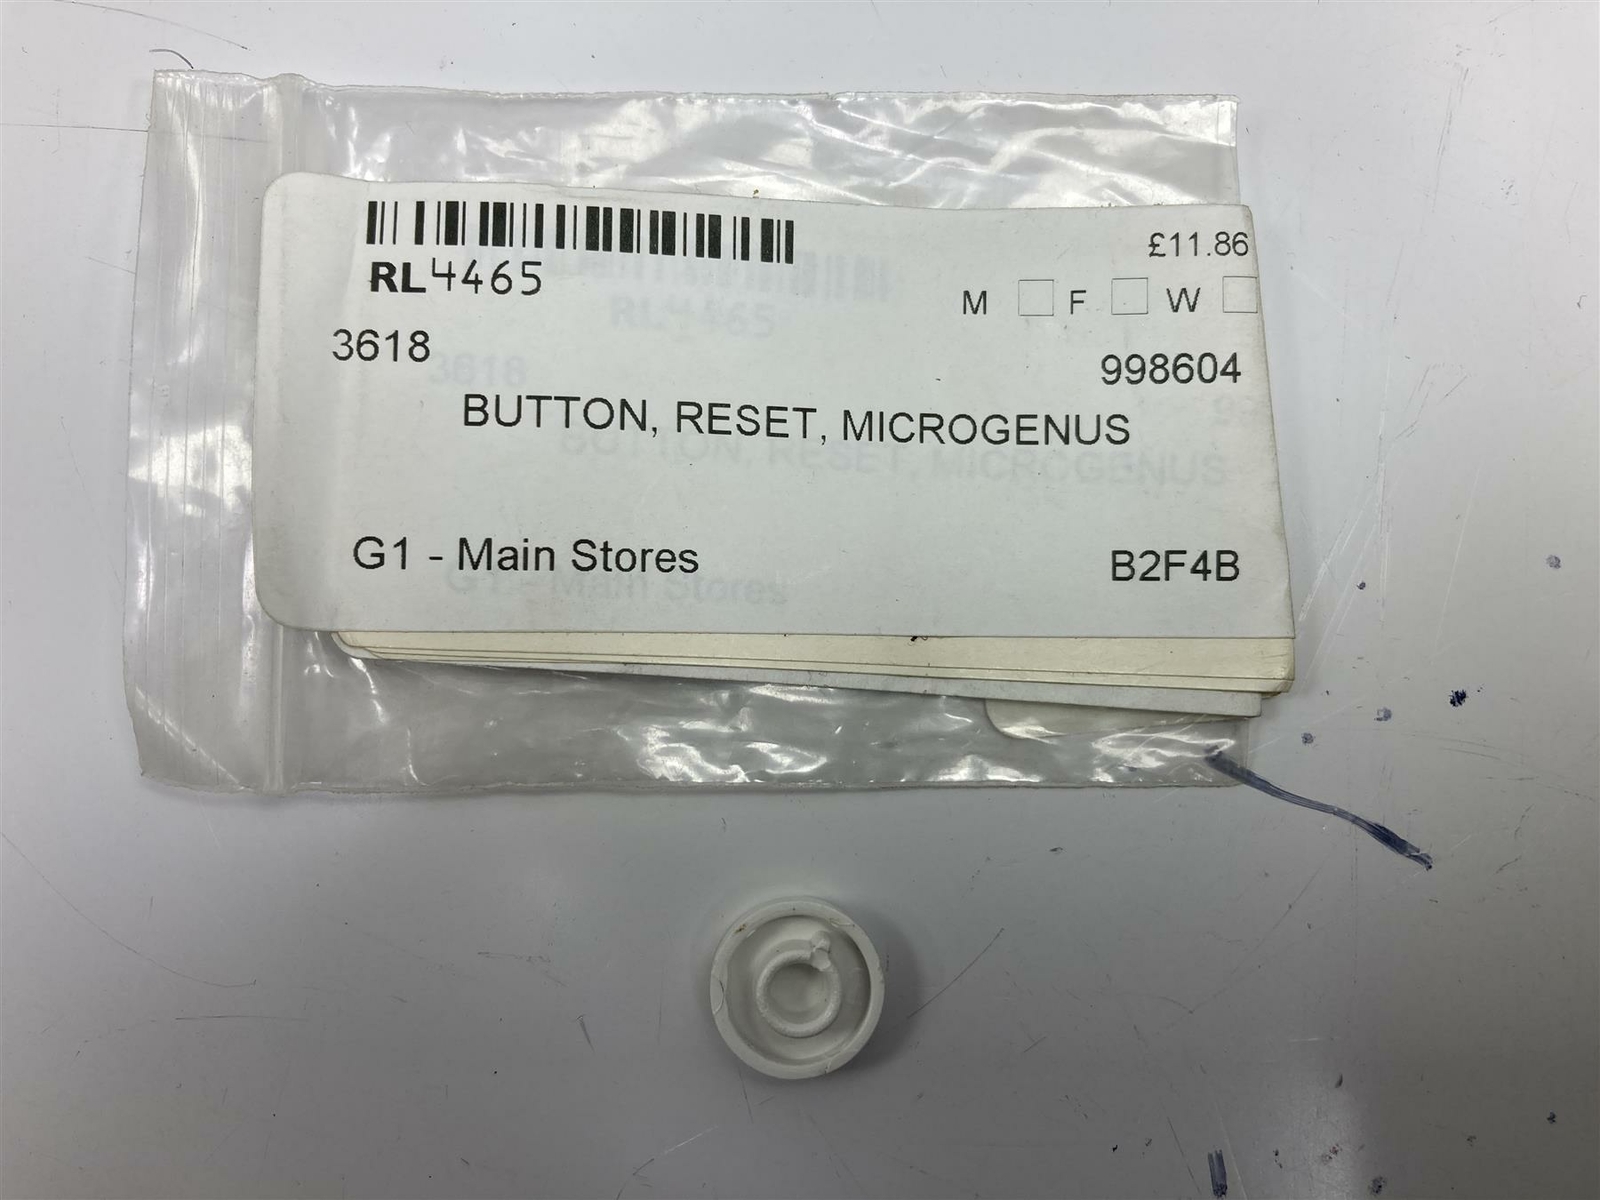 £11.86
RL4465
M F W
3618
998604
BUTTON, RESET, MICROGENUS
G1 - Main Stores
B2F4B